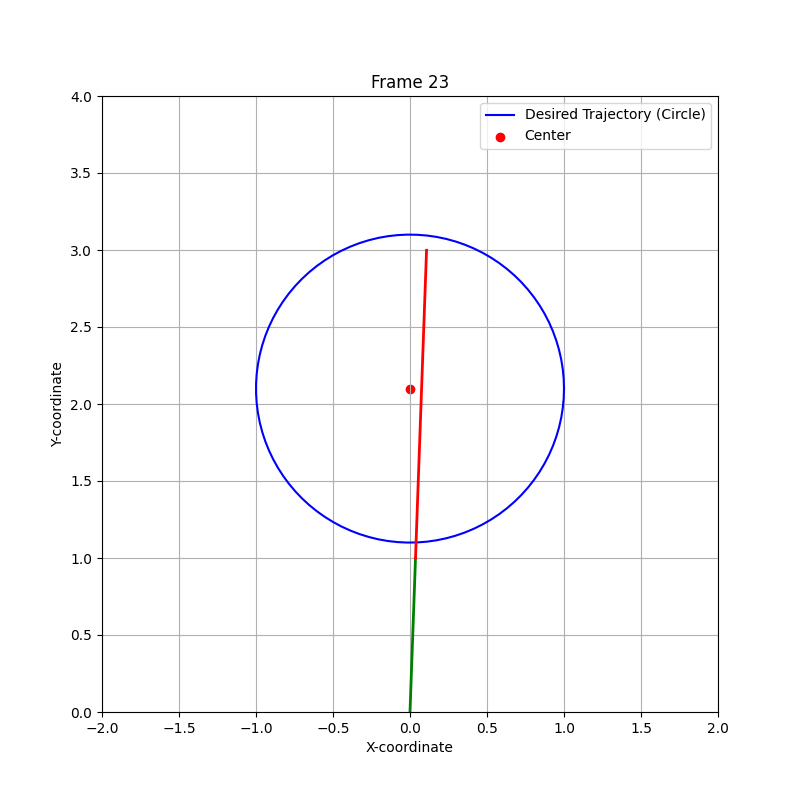 Frame 23
Desired Trajectory (Circle)
Center
4.0
3.5
3.0
2.5
2.0
1.5
1.0
0.5
0.0
Y-coordinate
−2.0 −1.5 −1.0 −0.5 0.0 0.5 1.0 1.5 2.0
X-coordinate